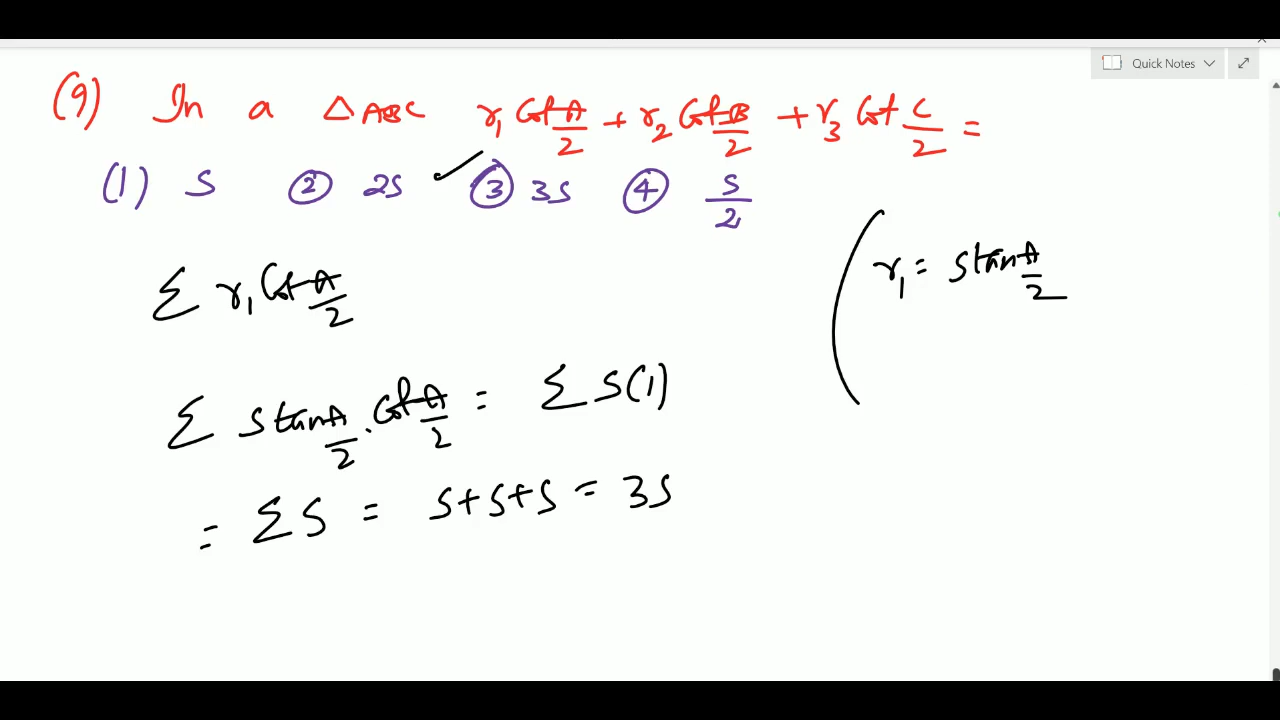 Quick Notes
(9) In a △ABC r₁ Cot A/2 + r₂ Cot B/2 + r₃ Cot C/2 =
(1) S ② 2S ✓ ③ 3S ④ S/2
Σ r₁ Cot A/2
( r₁ = S tan A/2
Σ S tan A/2 . Cot A/2 = Σ S(1)
= Σ S = S+S+S = 3S